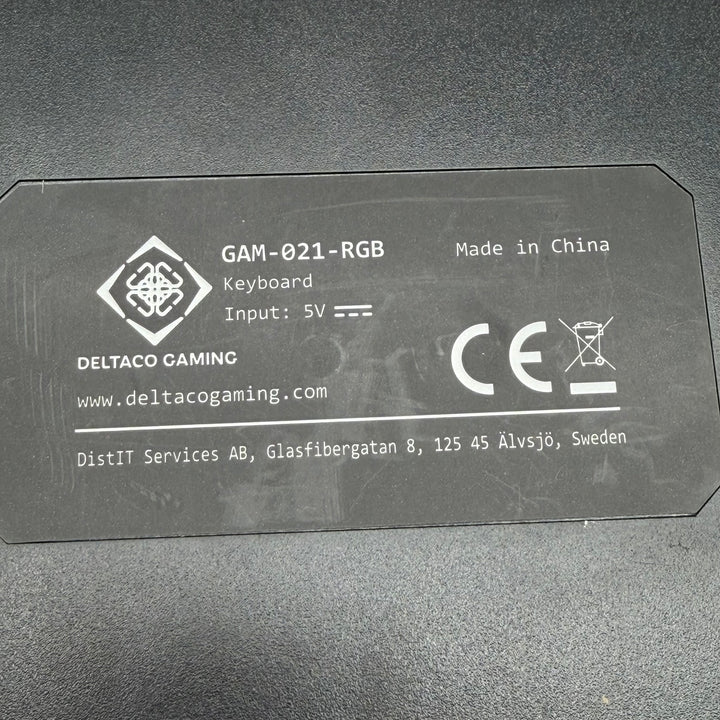 GAM-021-RGB
Made in China
Keyboard
Input: 5V
DELTACO GAMING
CE
www.deltacogaming.com
DistIT Services AB, Glasfibergatan 8, 125 45 Älvsjö, Sweden